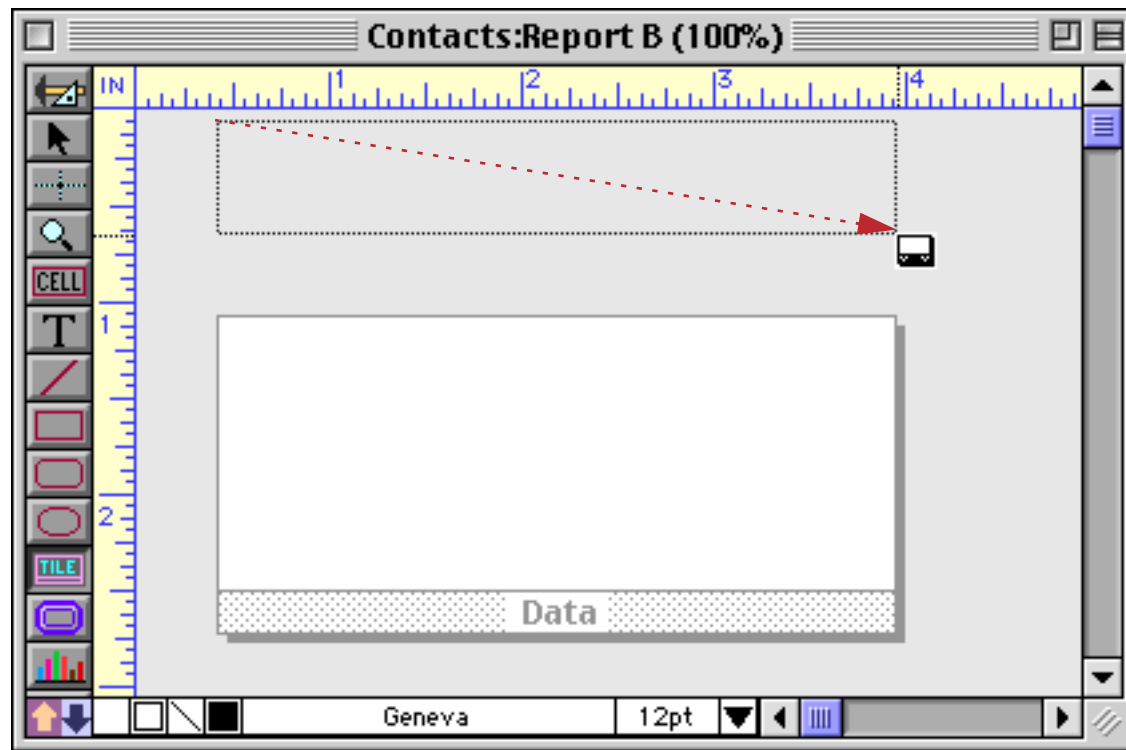 Contacts:Report B (100%)
IN 1 2 3 4
CELL
T
1
2
TILE
Data
Geneva 12pt